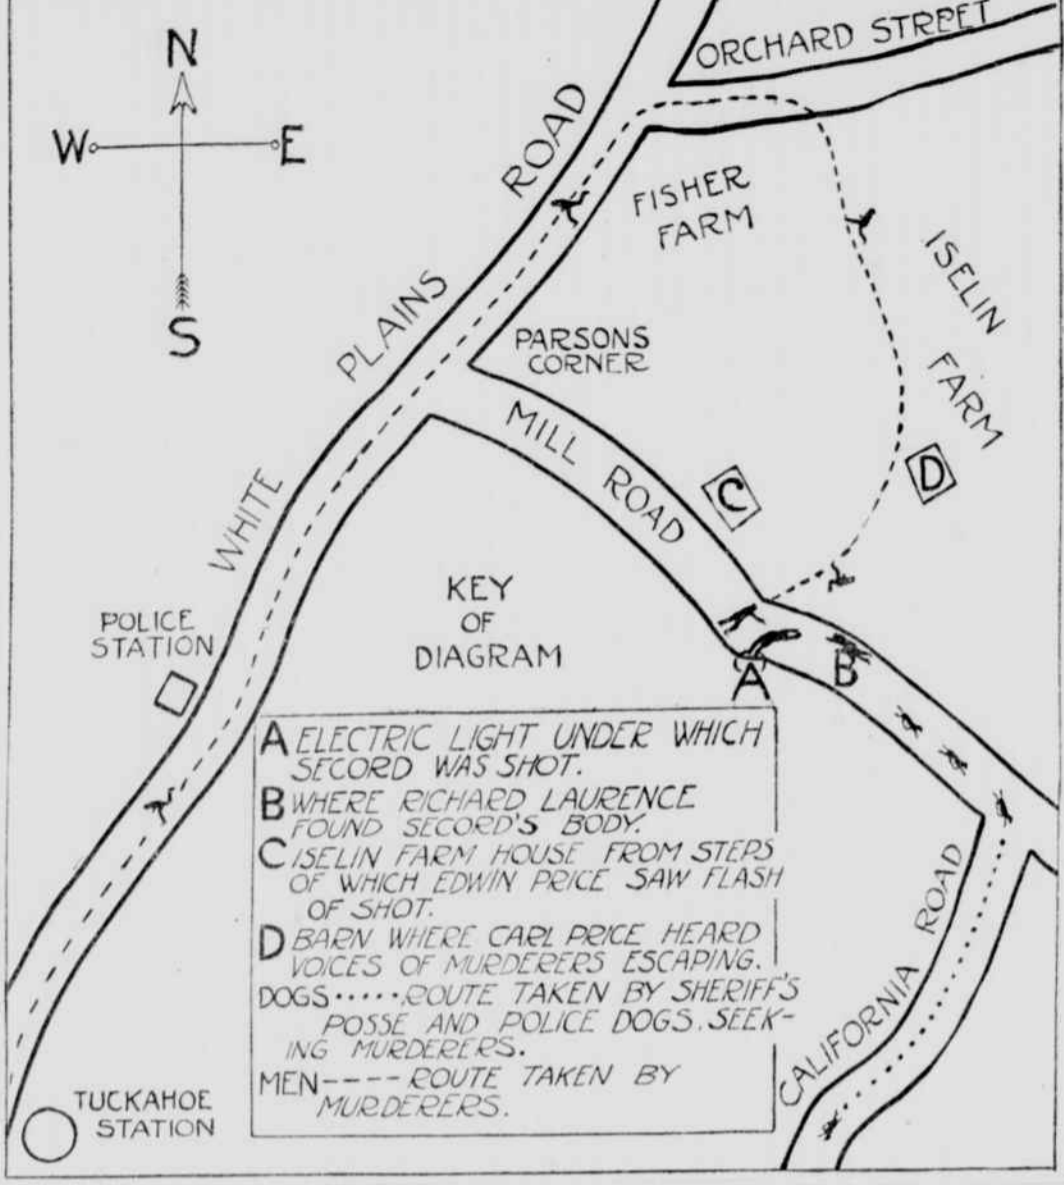 N
W E
S
ORCHARD STREET
WHITE PLAINS ROAD
FISHER
FARM
ISELIN FARM
PARSONS
CORNER
MILL ROAD
C
D
POLICE
STATION
KEY
OF
DIAGRAM
A
B
A ELECTRIC LIGHT UNDER WHICH
SECORD WAS SHOT.
B WHERE RICHARD LAURENCE
FOUND SECORD'S BODY.
C ISELIN FARM HOUSE FROM STEPS
OF WHICH EDWIN PRICE SAW FLASH
OF SHOT.
D BARN WHERE CARL PRICE HEARD
VOICES OF MURDERERS ESCAPING.
DOGS.....ROUTE TAKEN BY SHERIFF'S
POSSE AND POLICE DOGS. SEEK-
ING MURDERERS.
MEN----ROUTE TAKEN BY
MURDERERS.
CALIFORNIA ROAD
TUCKAHOE
STATION